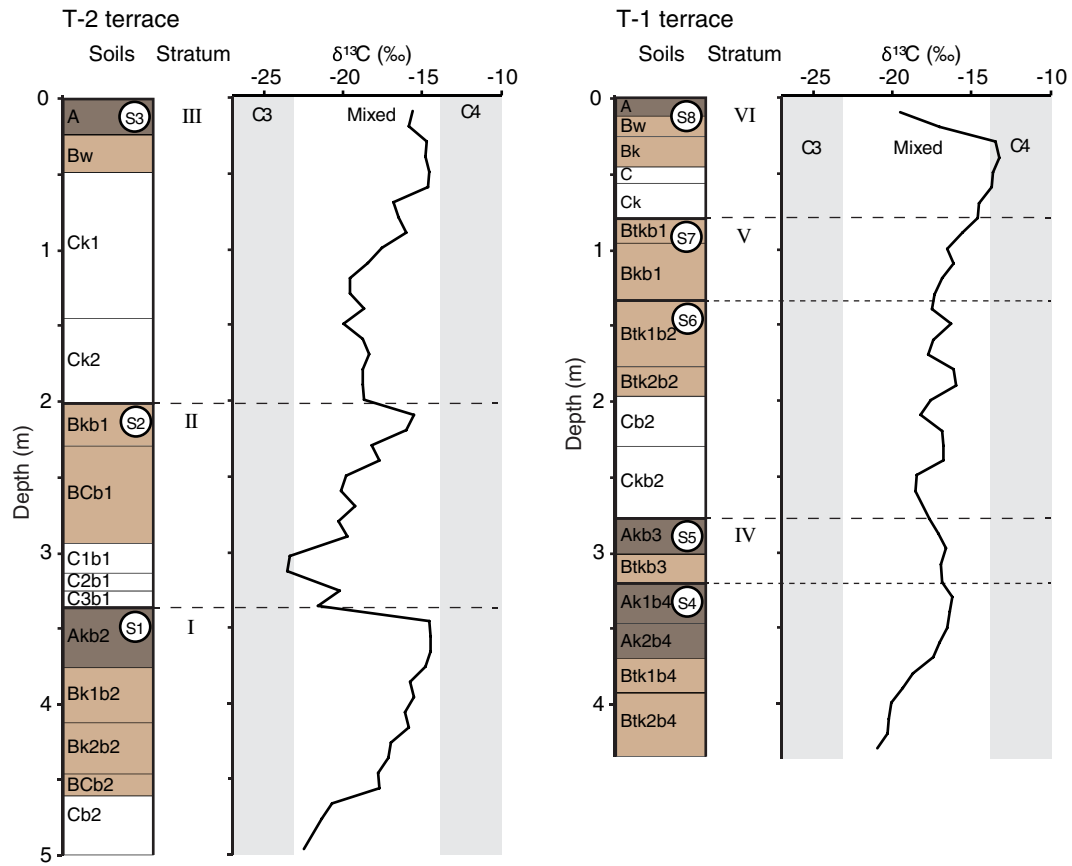 T-2 terrace
Soils Stratum δ¹³C (‰)
-25 -20 -15 -10
C3 Mixed C4
Depth (m)
0
1
2
3
4
5
A S3 III
Bw
Ck1
Ck2
Bkb1 S2 II
BCb1
C1b1
C2b1
C3b1
Akb2 S1 I
Bk1b2
Bk2b2
BCb2
Cb2
T-1 terrace
Soils Stratum δ¹³C (‰)
-25 -20 -15 -10
C3 Mixed C4
Depth (m)
0
1
2
3
4
A S8 VI
Bw
Bk
C
Ck
Btkb1 S7 V
Bkb1
Btk1b2 S6
Btk2b2
Cb2
Ckb2
Akb3 S5 IV
Btkb3
Ak1b4 S4
Ak2b4
Btk1b4
Btk2b4